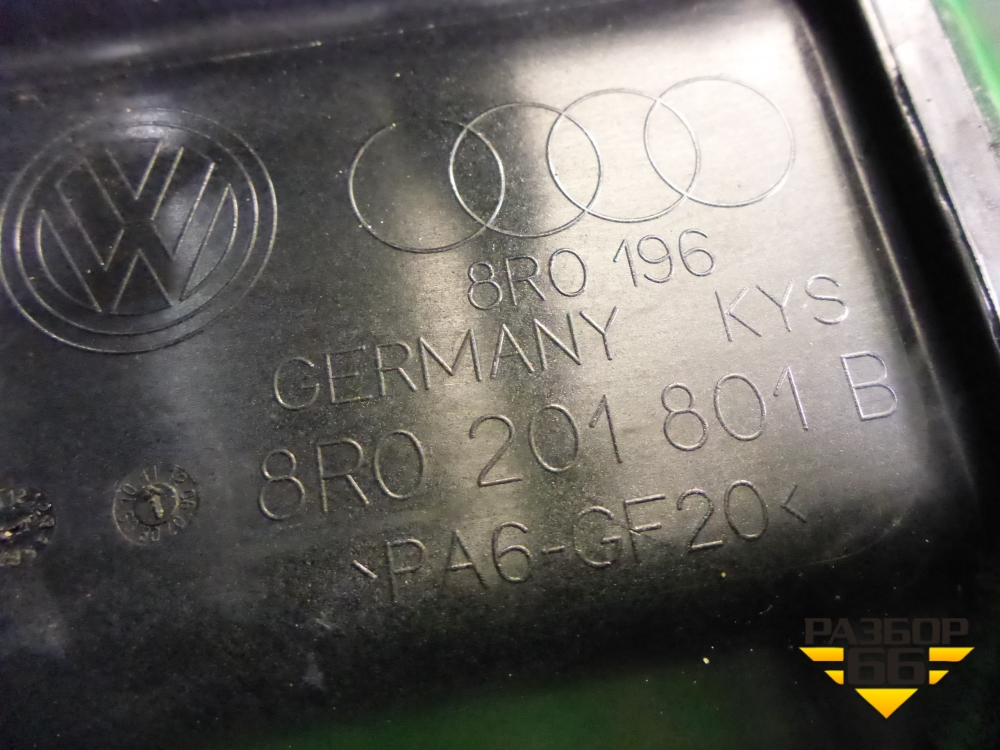 8R0 196
GERMANY KYS
8R0 201 801 B
>PA6-GF20<
РАЗБОР
66